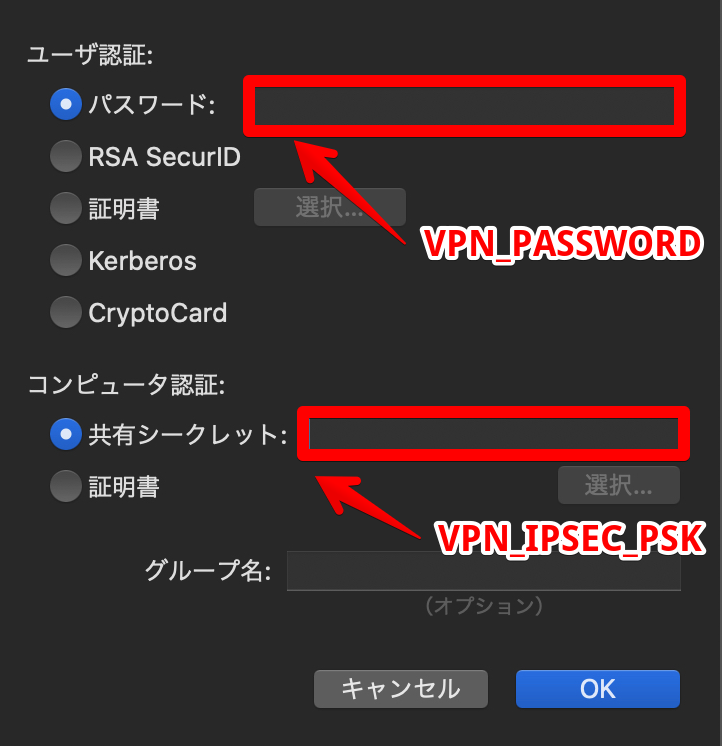 ユーザ認証:
パスワード:
RSA SecurID
証明書 選択...
VPN_PASSWORD
Kerberos
CryptoCard
コンピュータ認証:
共有シークレット:
証明書 選択...
VPN_IPSEC_PSK
グループ名:
(オプション)
キャンセル OK